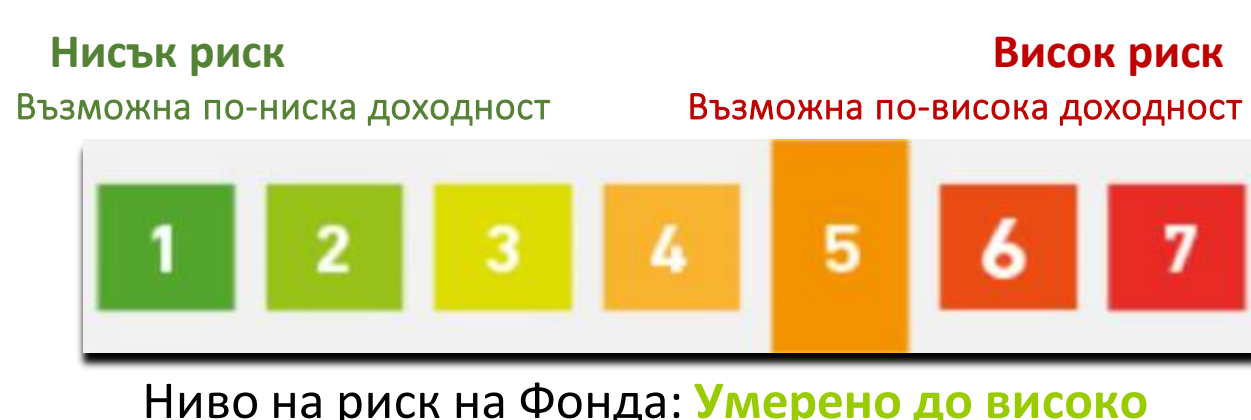 Нисък риск Висок риск
Възможна по-ниска доходност Възможна по-висока доходност
1 2 3 4 5 6 7
Ниво на риск на Фонда: Умерено до високо